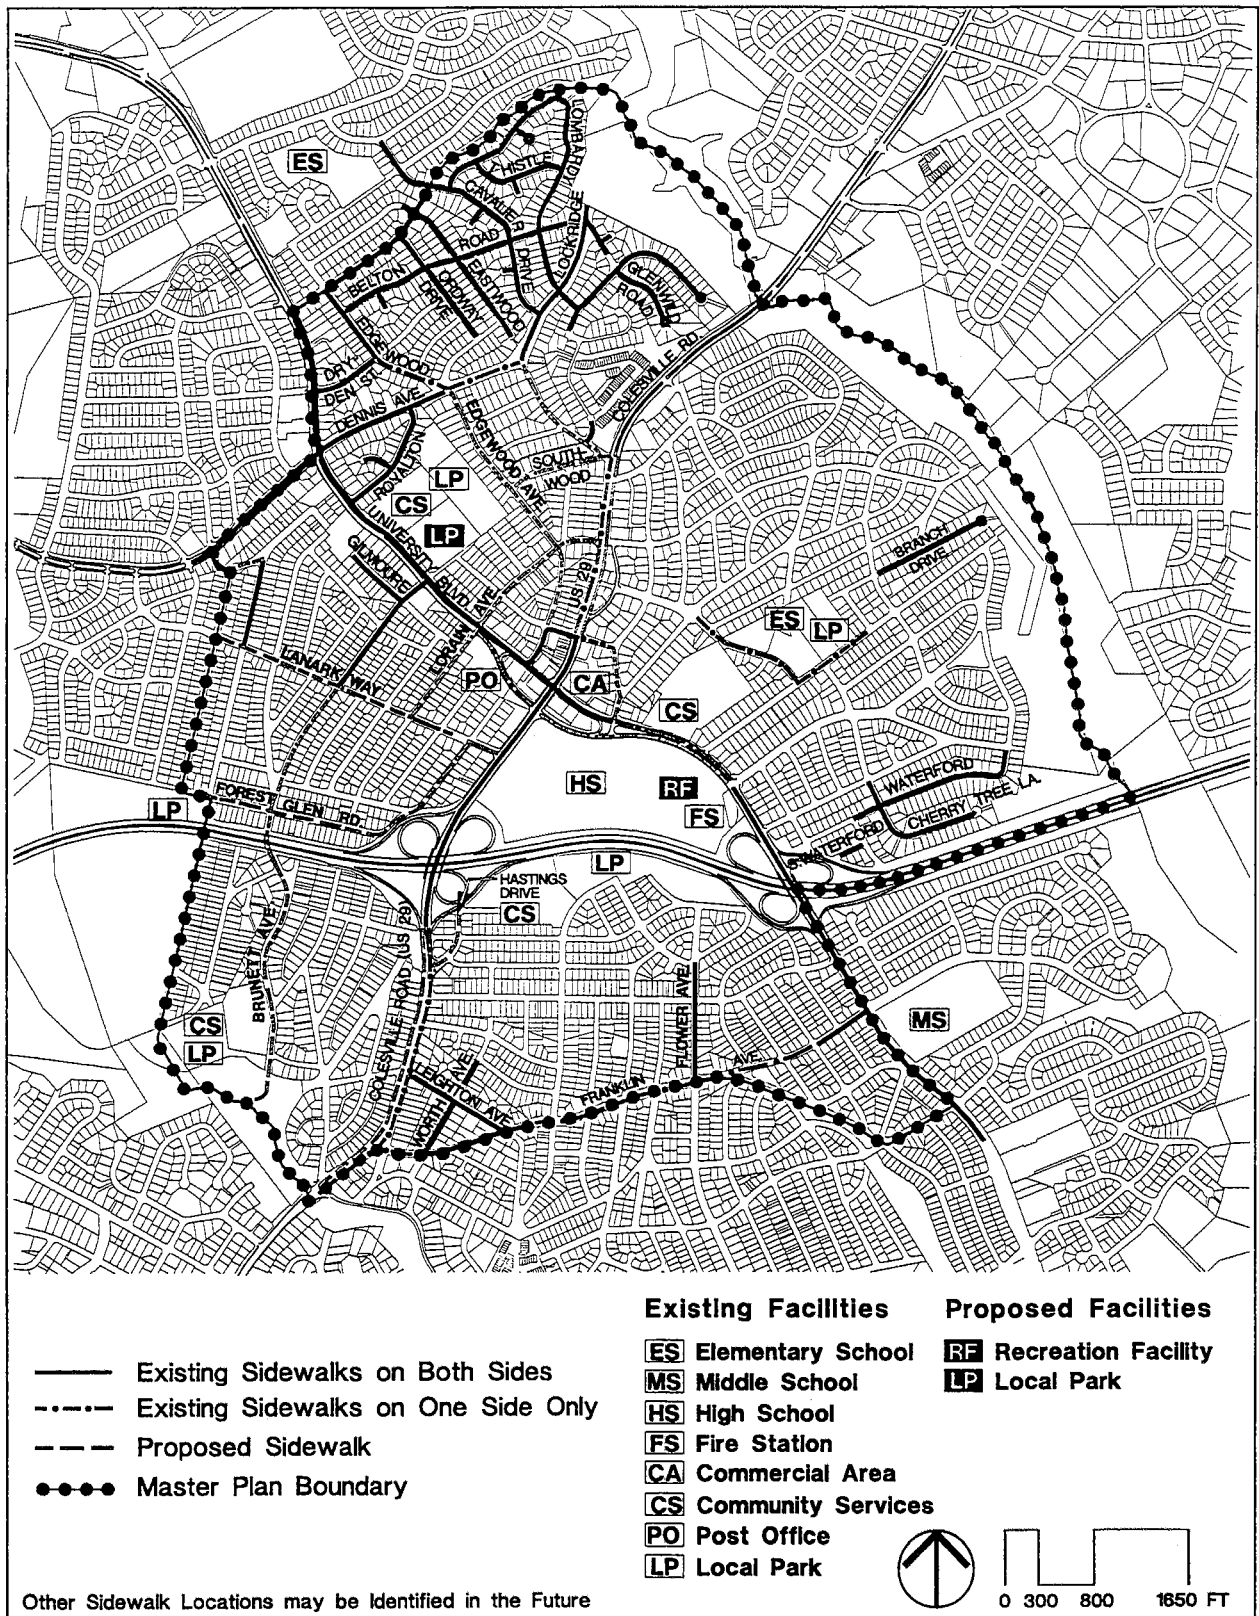 ES
LOMBARDY
THISTLE
CAVALIER DRIVE
LOCKRIDGE
BELTON ROAD
EASTWOOD
ORDWAY
DRIVE
GLENWILD
ROAD
EDGEWOOD
DRY-
DEN ST.
DENNIS AVE.
COLESVILLE RD.
EDGEWOOD AVE
SOUTH-
WOOD
ROYALTON
LP
CS
LP
UNIVERSITY BLVD.
GILMOURE
US 29
BRANCH
DRIVE
LORAIN AVE.
ES
LP
LANARK WAY
PO
CA
CS
HS
RF
FS
WATERFORD
CHERRY TREE LA.
S. WATERFORD
LP
FOREST GLEN RD.
LP
HASTINGS
DRIVE
CS
BRUNETT AVE.
COLESVILLE ROAD (US 29)
FLOWER AVE.
CS
LP
MS
LEIGHTON AVE.
WORTH AVE.
FRANKLIN AVE.
Existing Facilities
Proposed Facilities
ES Elementary School
RF Recreation Facility
MS Middle School
LP Local Park
HS High School
FS Fire Station
CA Commercial Area
CS Community Services
PO Post Office
LP Local Park
Existing Sidewalks on Both Sides
Existing Sidewalks on One Side Only
Proposed Sidewalk
Master Plan Boundary
0 300 800 1650 FT
Other Sidewalk Locations may be Identified in the Future